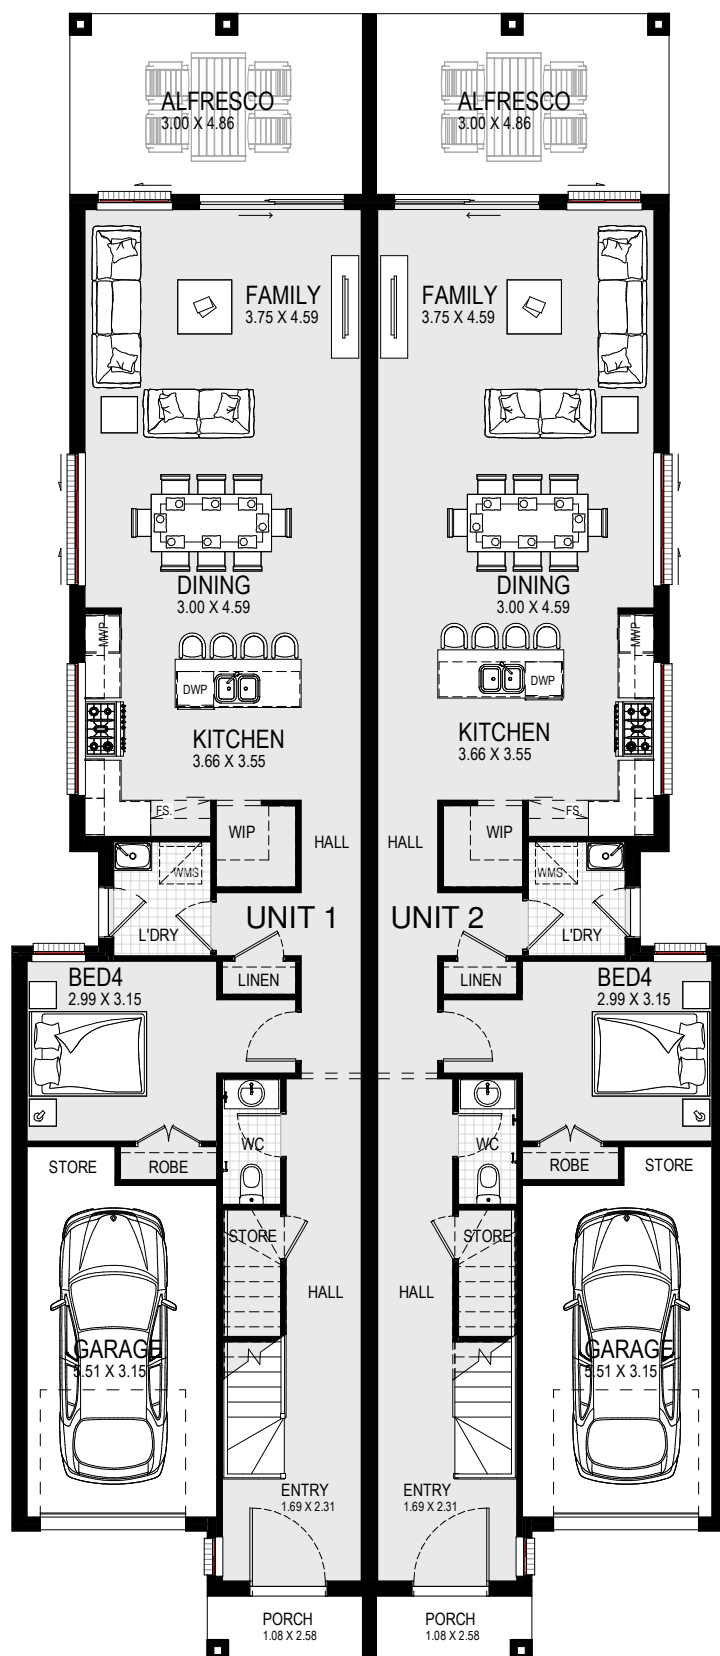 ALFRESCO
3.00 X 4.86
ALFRESCO
3.00 X 4.86
FAMILY
3.75 X 4.59
FAMILY
3.75 X 4.59
DINING
3.00 X 4.59
DINING
3.00 X 4.59
MWP
MWP
DWP
DWP
KITCHEN
3.66 X 3.55
KITCHEN
3.66 X 3.55
FS.
FS.
WIP
HALL
HALL
WIP
WMS
WMS
L'DRY
UNIT 1
UNIT 2
L'DRY
BED4
2.99 X 3.15
LINEN
LINEN
BED4
2.99 X 3.15
WC
WC
STORE
ROBE
ROBE
STORE
STORE
STORE
HALL
HALL
GARAGE
5.51 X 3.15
GARAGE
5.51 X 3.15
ENTRY
1.69 X 2.31
ENTRY
1.69 X 2.31
PORCH
1.08 X 2.58
PORCH
1.08 X 2.58